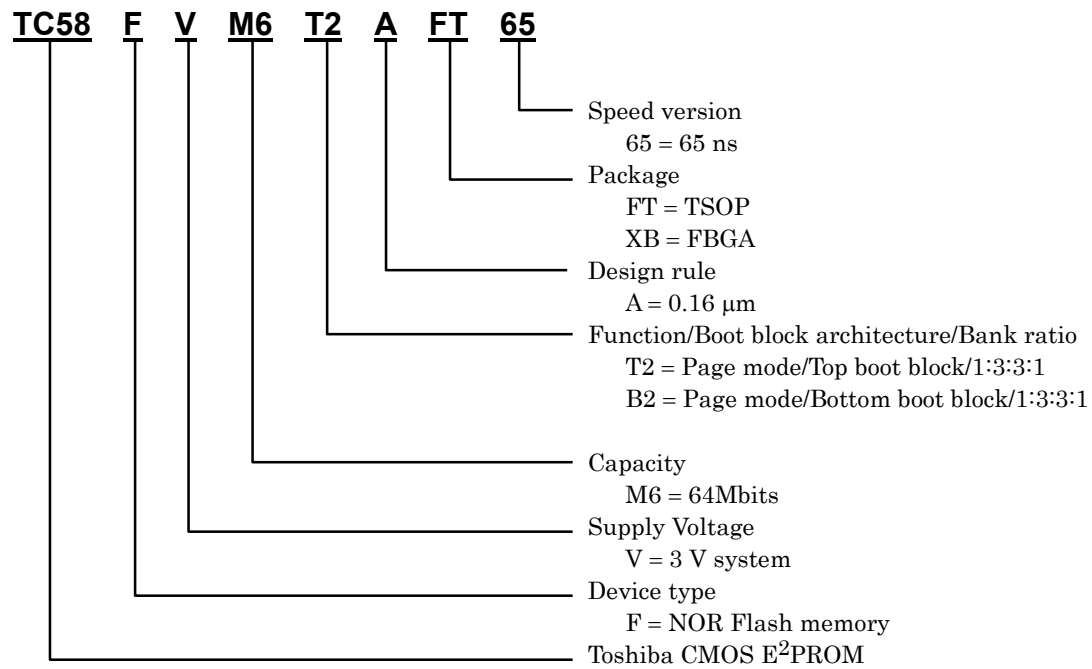 TC58 F V M6 T2 A FT 65
Speed version
65 = 65 ns
Package
FT = TSOP
XB = FBGA
Design rule
A = 0.16 μm
Function/Boot block architecture/Bank ratio
T2 = Page mode/Top boot block/1:3:3:1
B2 = Page mode/Bottom boot block/1:3:3:1
Capacity
M6 = 64Mbits
Supply Voltage
V = 3 V system
Device type
F = NOR Flash memory
Toshiba CMOS E²PROM